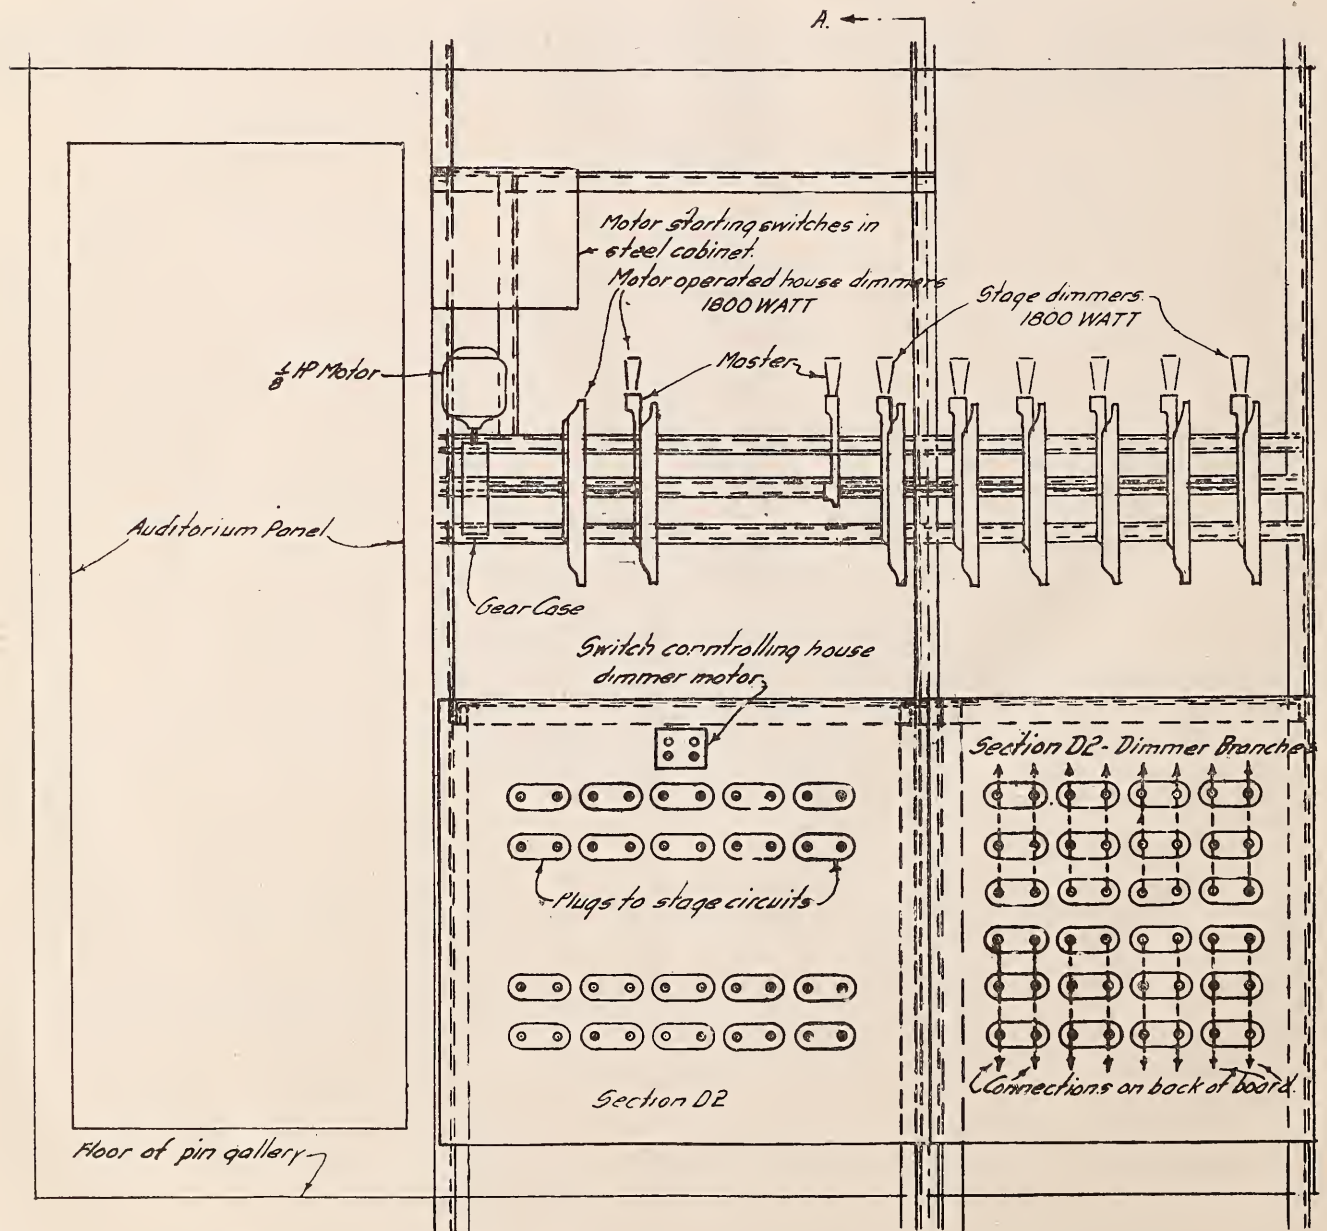 A.
Motor starting switches in
steel cabinet.
Motor operated house dimmers
1800 WATT
Stage dimmers.
1800 WATT
1/8 HP Motor
Master
Auditorium Panel
Gear Case
Switch conntrolling house
dimmer motor.
Section D2 - Dimmer Branches
Plugs to stage circuits
Connections on back of board.
Section D2
Floor of pin gallery